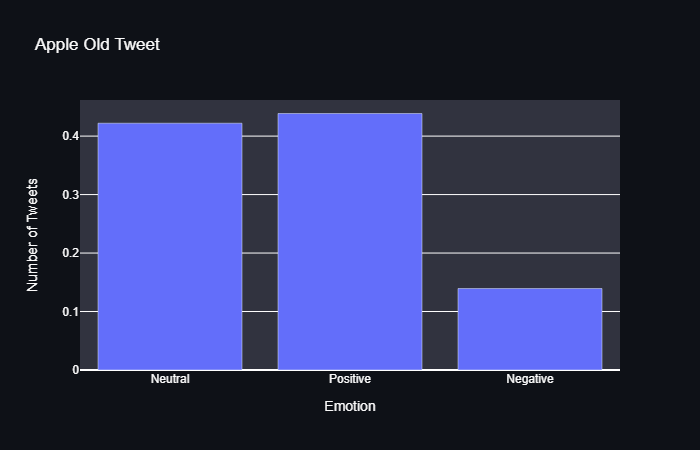 Apple Old Tweet
Number of Tweets
0.4
0.3
0.2
0.1
0
Neutral Positive Negative
Emotion